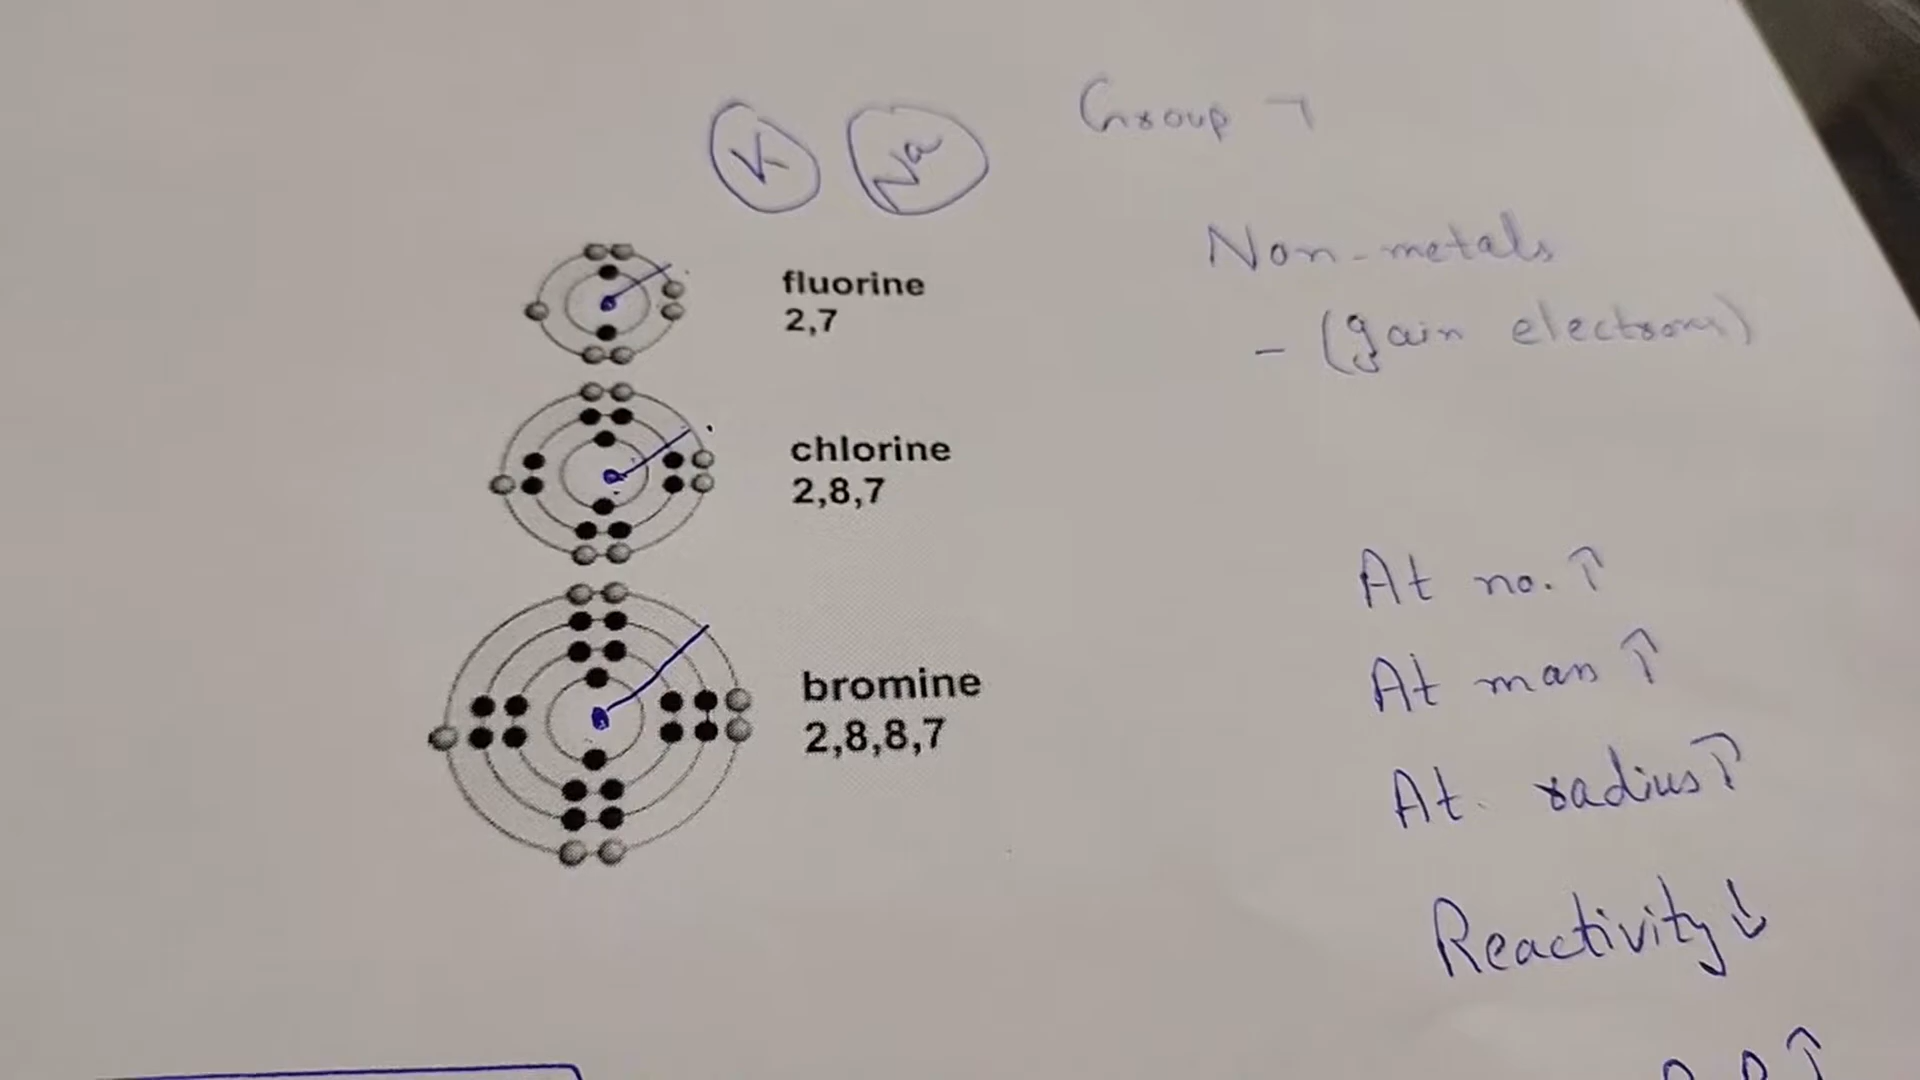 K Na Group 7
Non-metals
- (gain electrons)
fluorine
2,7
chlorine
2,8,7
At no. ↑
bromine
2,8,8,7
At mass ↑
At. radius ↑
Reactivity ↓